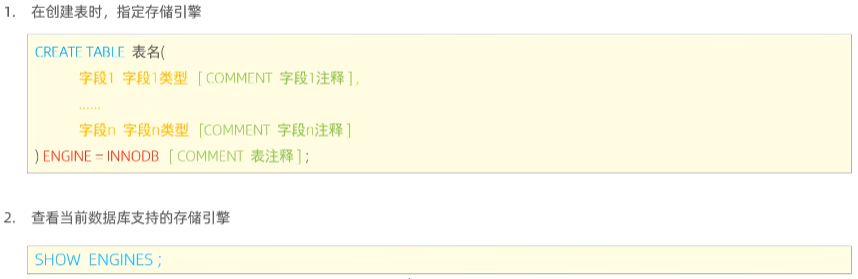 1. 在创建表时，指定存储引擎
CREATE TABLE 表名(
字段1 字段1类型 [ COMMENT 字段1注释 ] ,
......
字段n 字段n类型 [COMMENT 字段n注释 ]
) ENGINE = INNODB [ COMMENT 表注释 ] ;
2. 查看当前数据库支持的存储引擎
SHOW ENGINES ;